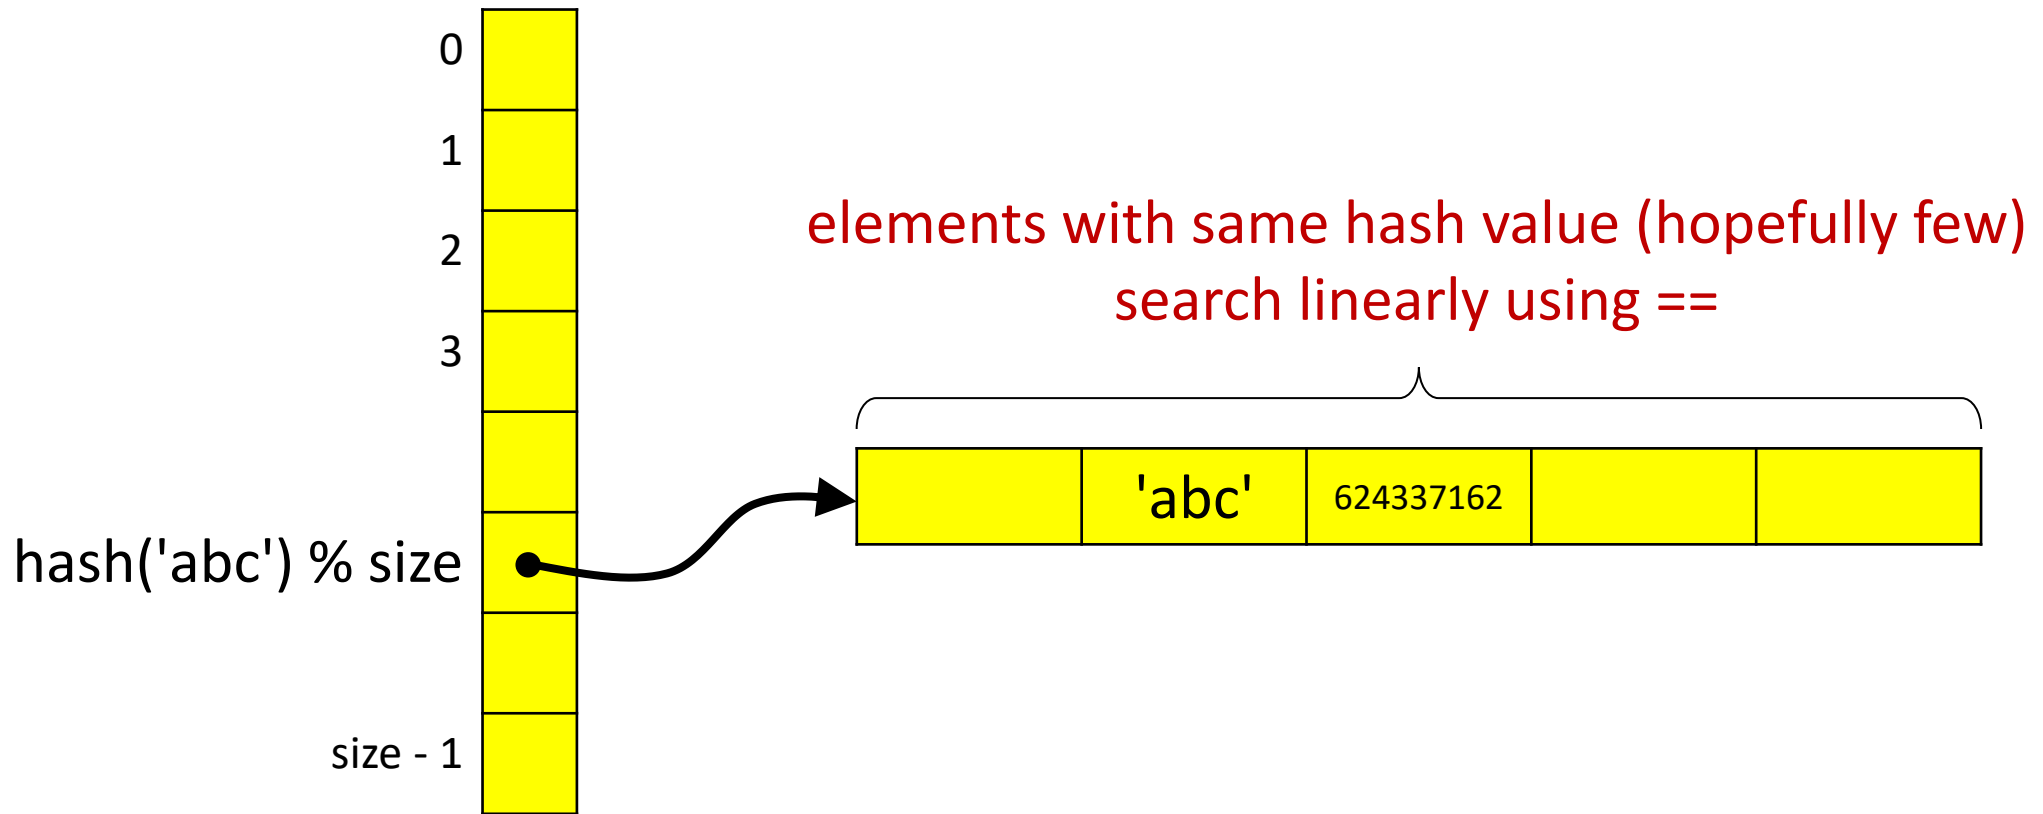 0
1
2
3
hash('abc') % size
size - 1
elements with same hash value (hopefully few)
search linearly using ==
'abc'
624337162